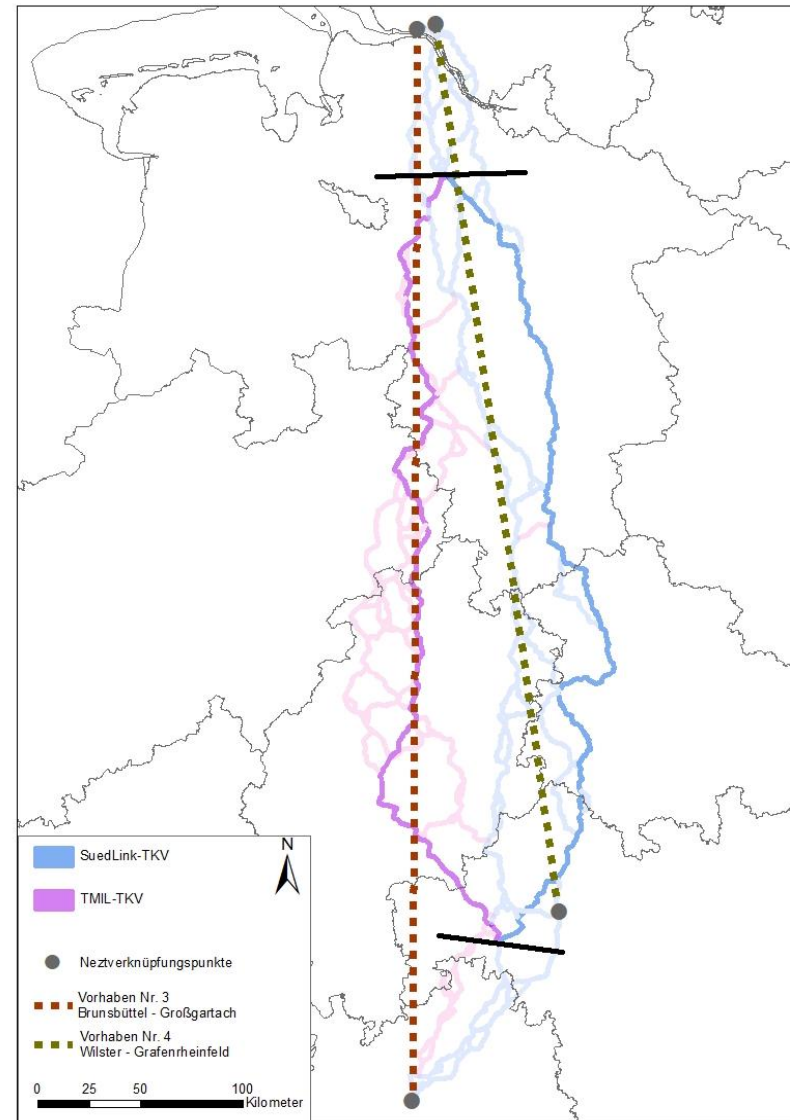 SuedLink-TKV
TMIL-TKV
N
Neztverknüpfungspunkte
Vorhaben Nr. 3
Brunsbüttel - Großgartach
Vorhaben Nr. 4
Wilster - Grafenrheinfeld
0 25 50 100
Kilometer